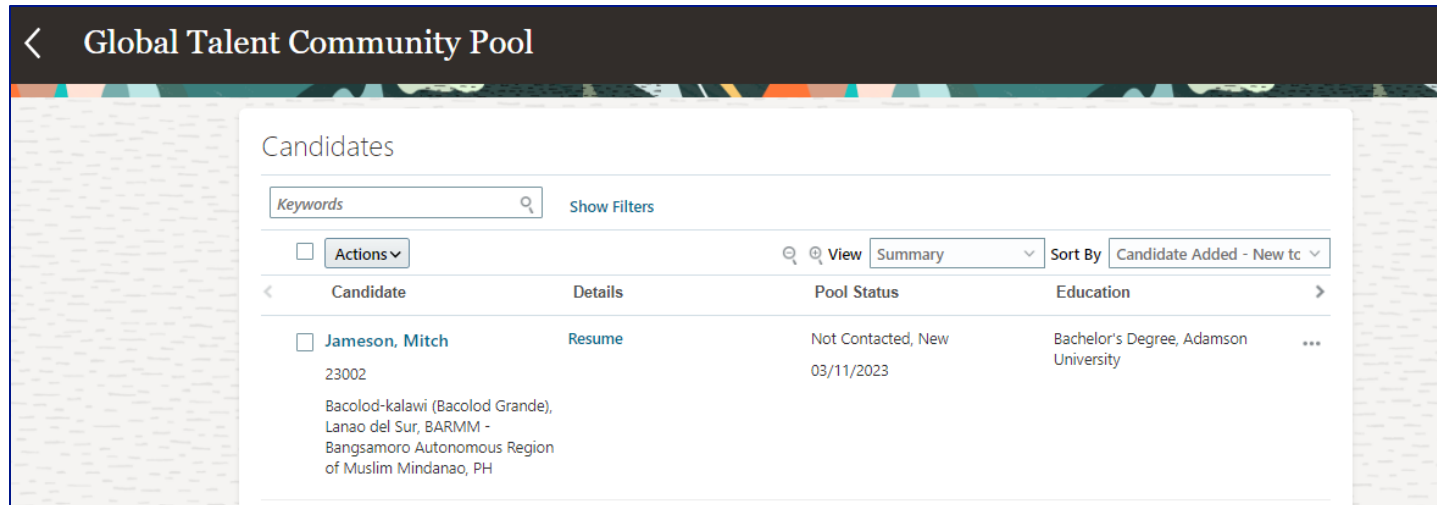 Global Talent Community Pool
Candidates
Keywords
Show Filters
Actions
View
Summary
Sort By
Candidate Added - New to
Candidate
Details
Pool Status
Education
Jameson, Mitch
Resume
Not Contacted, New
Bachelor's Degree, Adamson
University
23002
03/11/2023
Bacolod-kalawi (Bacolod Grande),
Lanao del Sur, BARMM -
Bangsamoro Autonomous Region
of Muslim Mindanao, PH